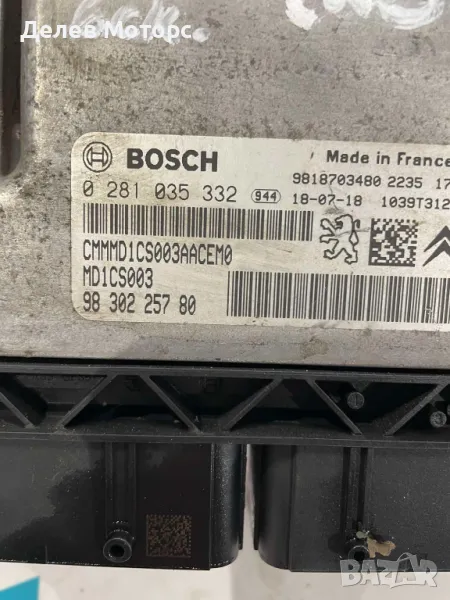 Делев Моторс.
BOSCH
Made in France
0 281 035 332 944
9818703480 2235 17
18-07-18 1039T312
CMMMD1CS003AACEM0
MD1CS003
98 302 257 80
BAZAR